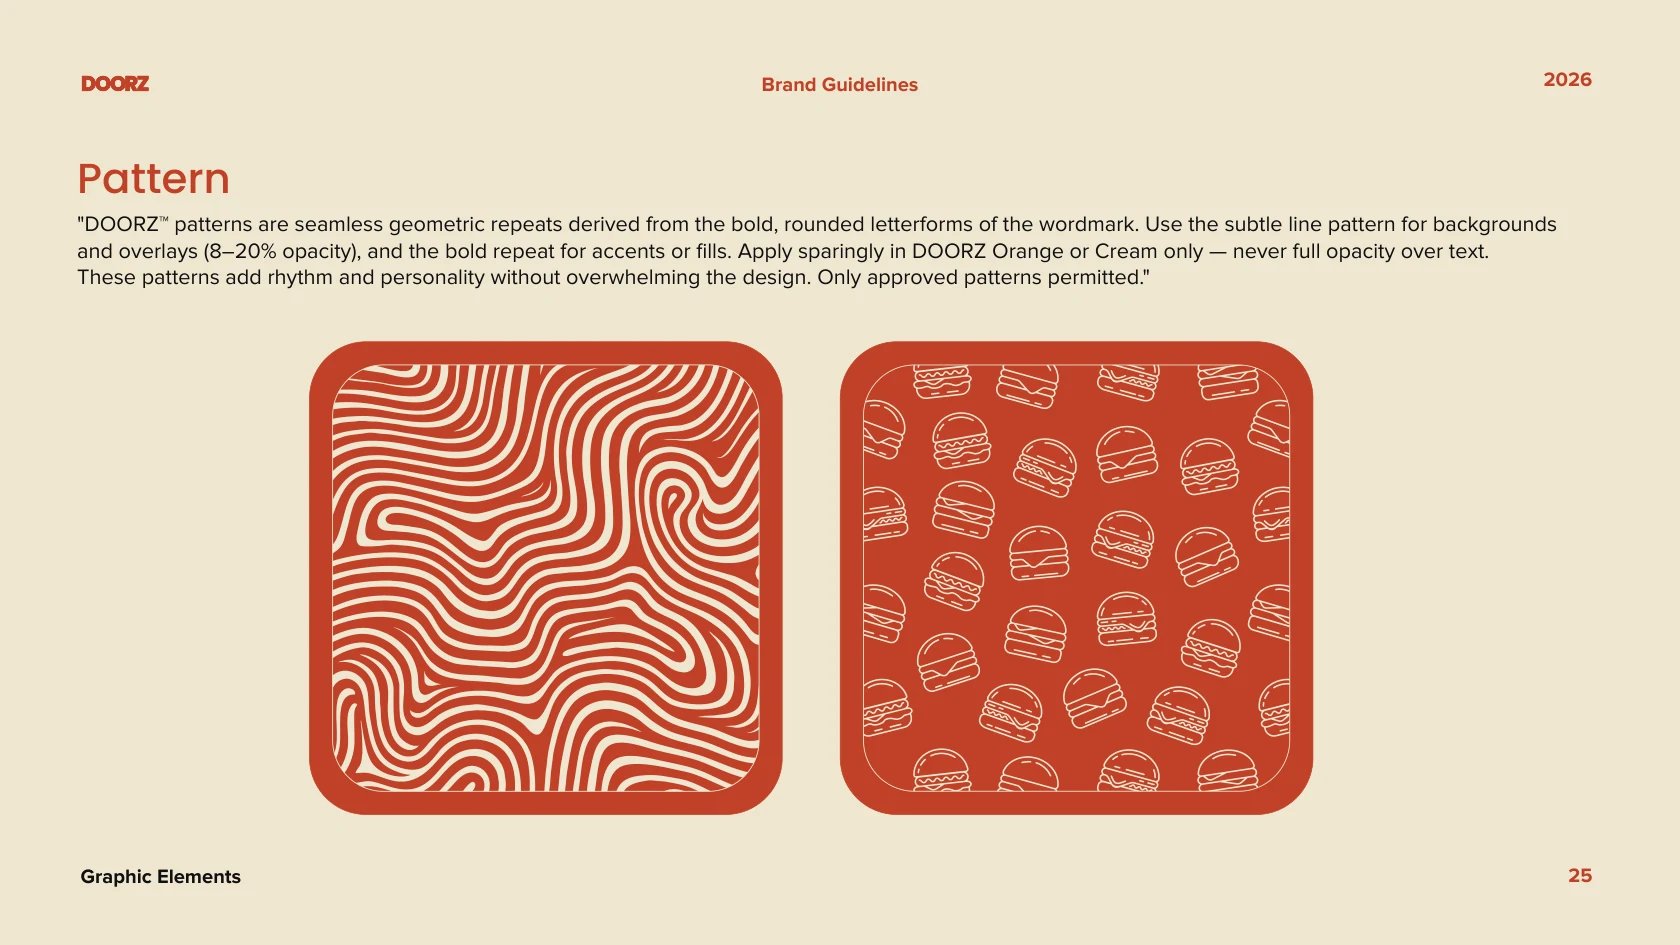 DOORZ
Brand Guidelines
2026
Pattern
"DOORZ™ patterns are seamless geometric repeats derived from the bold, rounded letterforms of the wordmark. Use the subtle line pattern for backgrounds
and overlays (8–20% opacity), and the bold repeat for accents or fills. Apply sparingly in DOORZ Orange or Cream only — never full opacity over text.
These patterns add rhythm and personality without overwhelming the design. Only approved patterns permitted."
Graphic Elements
25